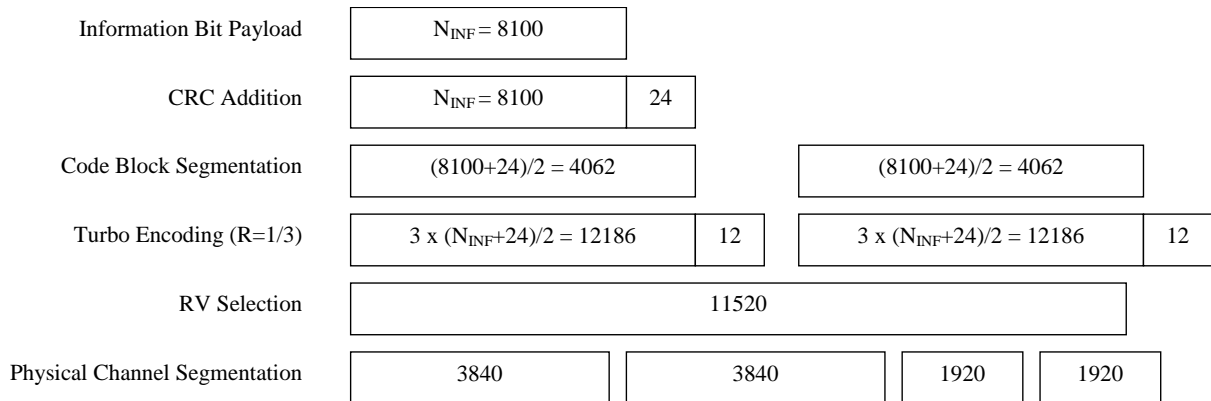 Information Bit Payload
N_INF = 8100
CRC Addition
N_INF = 8100 24
Code Block Segmentation
(8100+24)/2 = 4062 (8100+24)/2 = 4062
Turbo Encoding (R=1/3)
3 x (N_INF+24)/2 = 12186 12 3 x (N_INF+24)/2 = 12186 12
RV Selection
11520
Physical Channel Segmentation
3840 3840 1920 1920